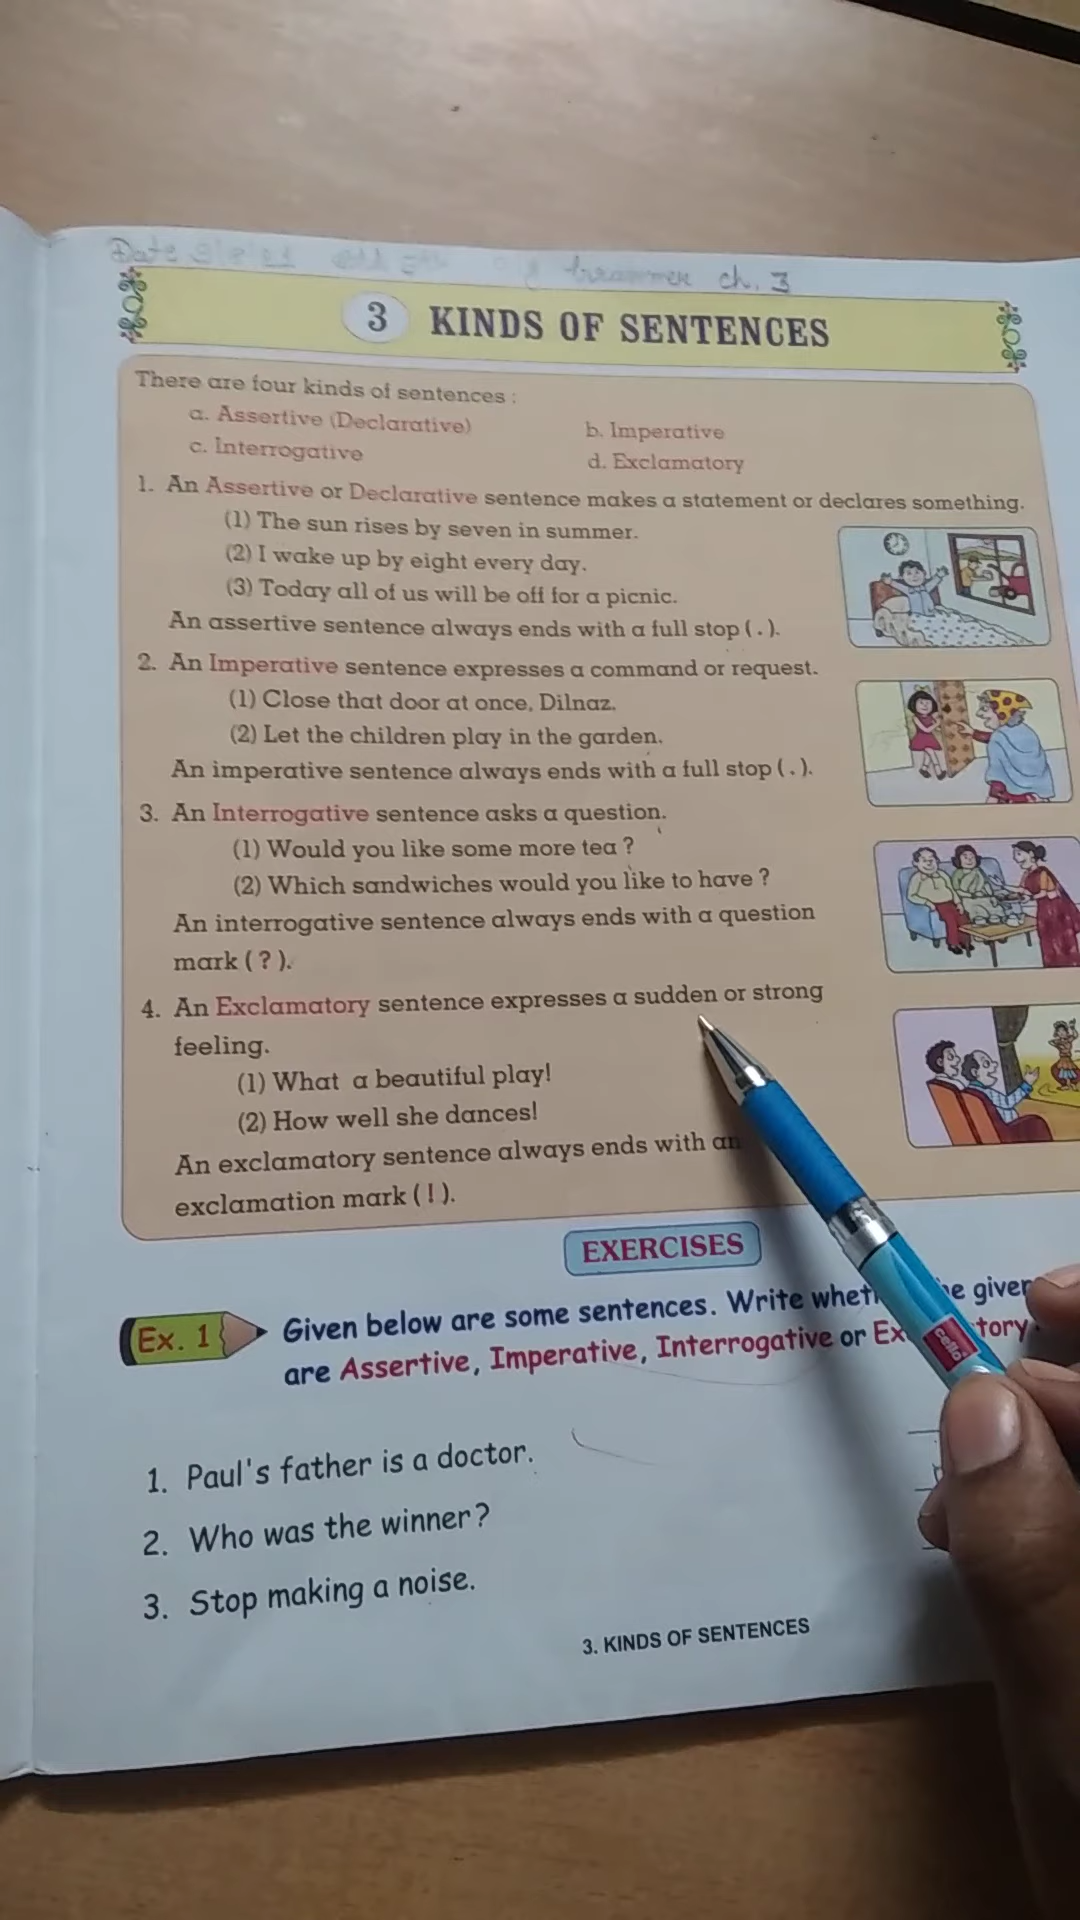 Date
Grammer ch. 3
3 KINDS OF SENTENCES
There are four kinds of sentences :
a. Assertive (Declarative) b. Imperative
c. Interrogative d. Exclamatory
1. An Assertive or Declarative sentence makes a statement or declares something.
(1) The sun rises by seven in summer.
(2) I wake up by eight every day.
(3) Today all of us will be off for a picnic.
An assertive sentence always ends with a full stop ( . ).
2. An Imperative sentence expresses a command or request.
(1) Close that door at once, Dilnaz.
(2) Let the children play in the garden.
An imperative sentence always ends with a full stop ( . ).
3. An Interrogative sentence asks a question.
(1) Would you like some more tea ?
(2) Which sandwiches would you like to have ?
An interrogative sentence always ends with a question
mark ( ? ).
4. An Exclamatory sentence expresses a sudden or strong
feeling.
(1) What a beautiful play!
(2) How well she dances!
An exclamatory sentence always ends with an
exclamation mark ( ! ).
EXERCISES
Ex. 1 Given below are some sentences. Write given
are Assertive, Imperative, Interrogative or
cello
1. Paul's father is a doctor.
2. Who was the winner?
3. Stop making a noise.
3. KINDS OF SENTENCES